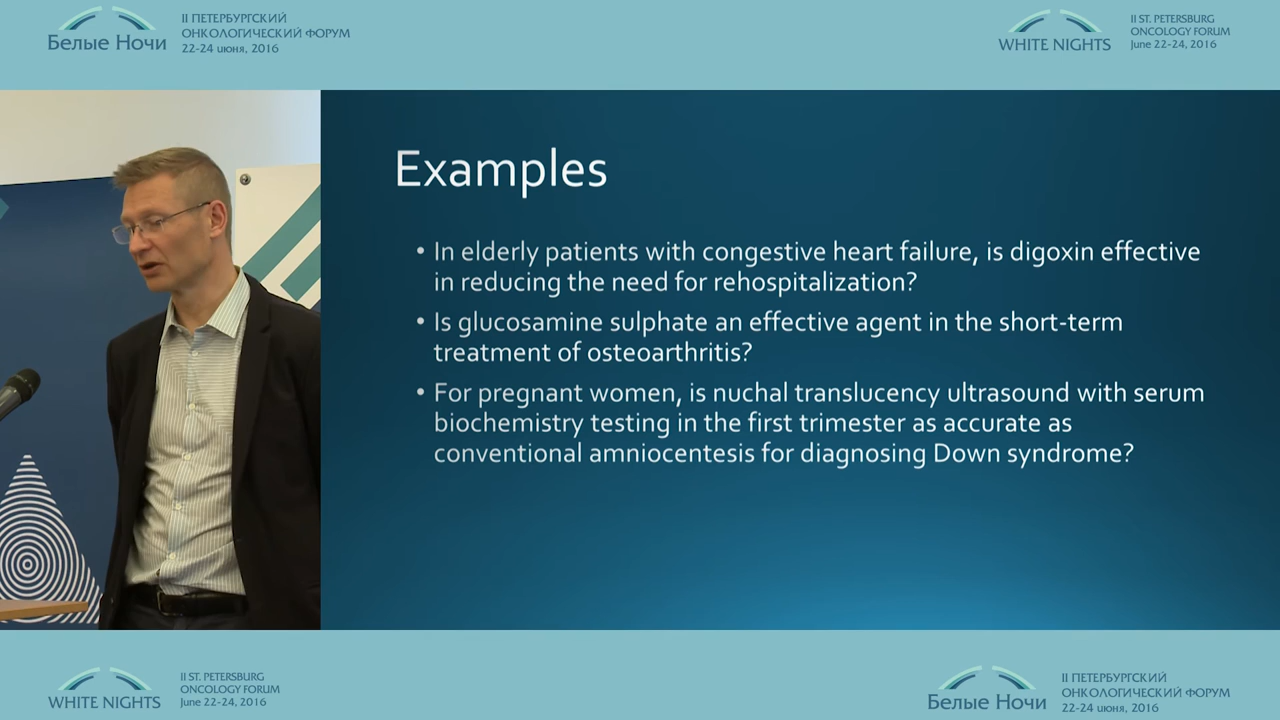 Белые Ночи
II ПЕТЕРБУРГСКИЙ
ОНКОЛОГИЧЕСКИЙ ФОРУМ
22-24 июня, 2016
WHITE NIGHTS
II ST. PETERSBURG
ONCOLOGY FORUM
June 22-24, 2016
Examples
• In elderly patients with congestive heart failure, is digoxin effective
in reducing the need for rehospitalization?
• Is glucosamine sulphate an effective agent in the short-term
treatment of osteoarthritis?
• For pregnant women, is nuchal translucency ultrasound with serum
biochemistry testing in the first trimester as accurate as
conventional amniocentesis for diagnosing Down syndrome?
WHITE NIGHTS
II ST. PETERSBURG
ONCOLOGY FORUM
June 22-24, 2016
Белые Ночи
II ПЕТЕРБУРГСКИЙ
ОНКОЛОГИЧЕСКИЙ ФОРУМ
22-24 июня, 2016